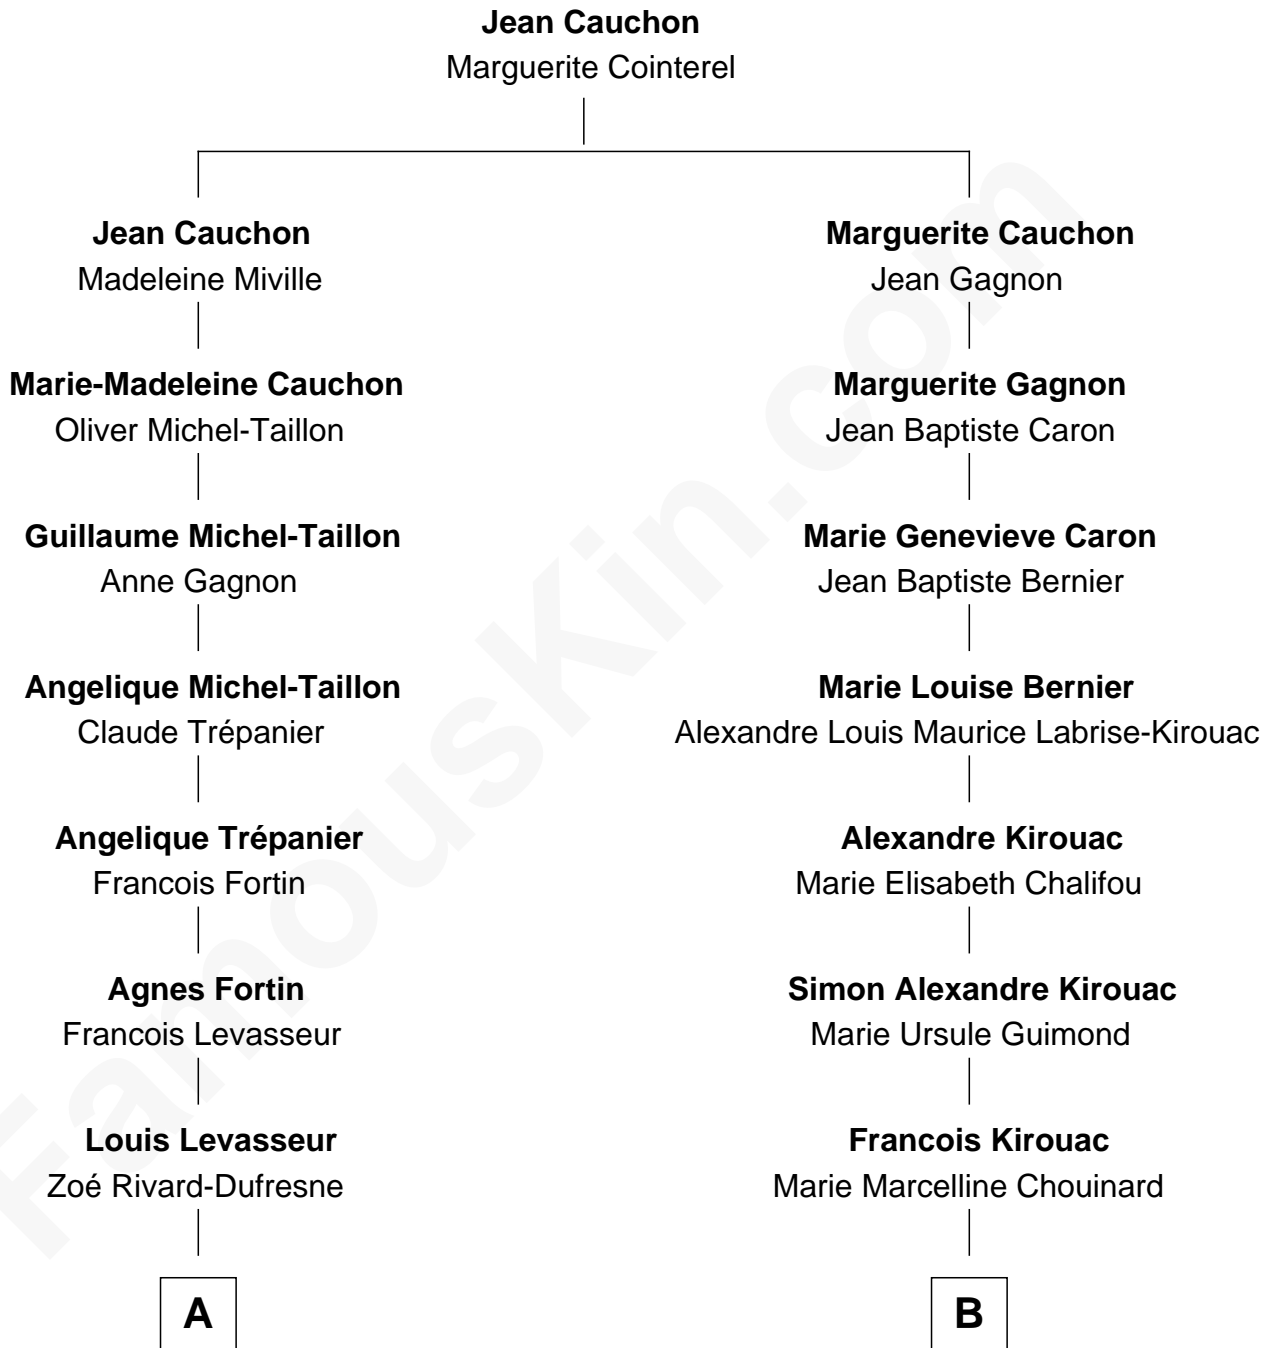 Jean Cauchon
Marguerite Cointerel
Jean Cauchon
Madeleine Miville
Marguerite Cauchon
Jean Gagnon
Marie-Madeleine Cauchon
Oliver Michel-Taillon
Marguerite Gagnon
Jean Baptiste Caron
Guillaume Michel-Taillon
Anne Gagnon
Marie Genevieve Caron
Jean Baptiste Bernier
Angelique Michel-Taillon
Claude Trépanier
Marie Louise Bernier
Alexandre Louis Maurice Labrise-Kirouac
Angelique Trépanier
Francois Fortin
Alexandre Kirouac
Marie Elisabeth Chalifou
Agnes Fortin
Francois Levasseur
Simon Alexandre Kirouac
Marie Ursule Guimond
Louis Levasseur
Zoé Rivard-Dufresne
Francois Kirouac
Marie Marcelline Chouinard
A
B
FamousKin.com